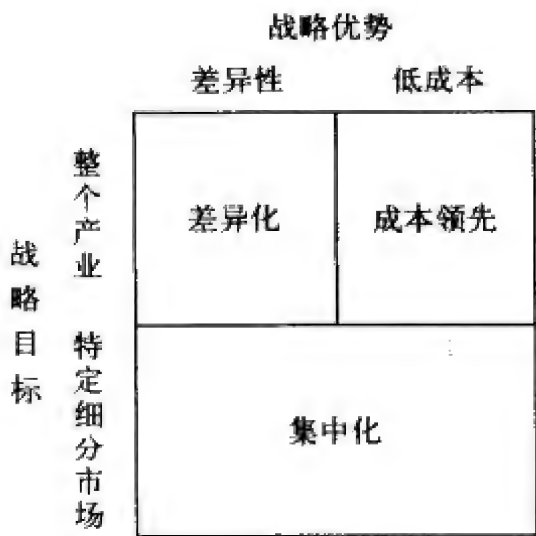 战略优势
差异性 低成本
整个产业
差异化 成本领先
战略目标
特定细分市场
集中化